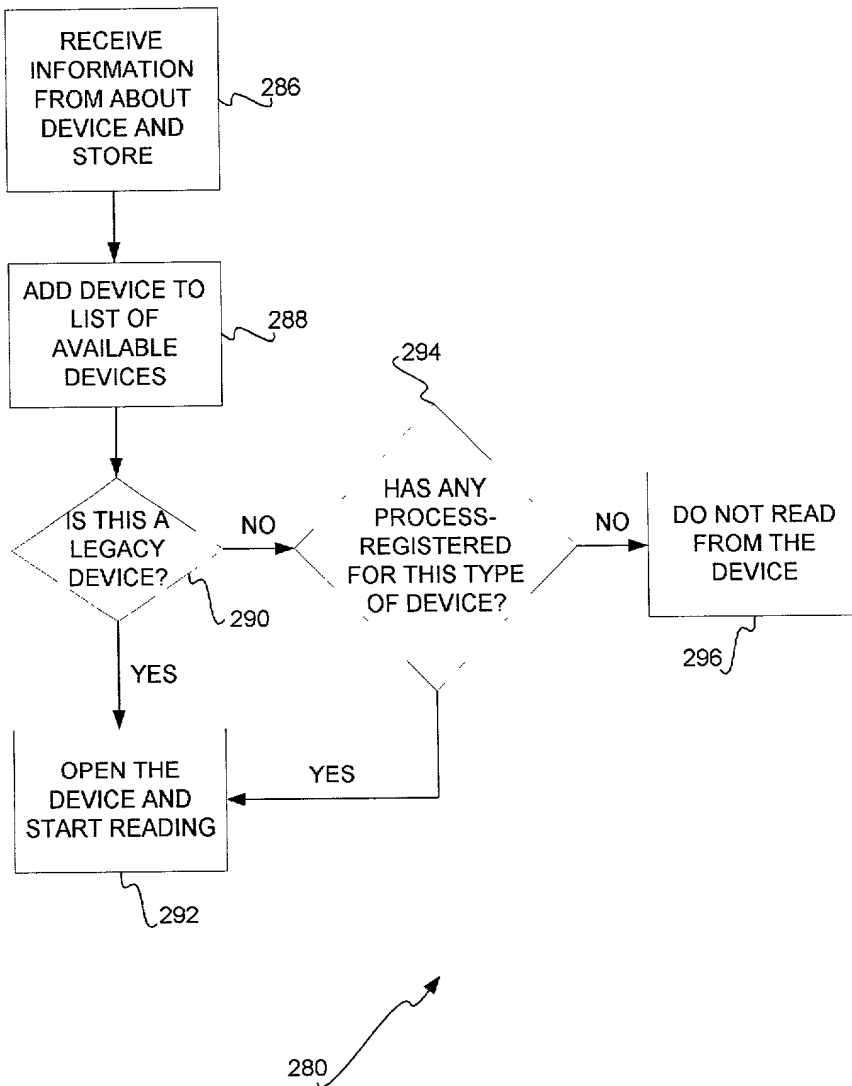 RECEIVE
INFORMATION
FROM ABOUT
DEVICE AND
STORE
286
ADD DEVICE TO
LIST OF
AVAILABLE
DEVICES
288
294
IS THIS A
LEGACY
DEVICE?
290
NO
HAS ANY
PROCESS-
REGISTERED
FOR THIS TYPE
OF DEVICE?
NO
DO NOT READ
FROM THE
DEVICE
296
YES
OPEN THE
DEVICE AND
START READING
YES
292
280